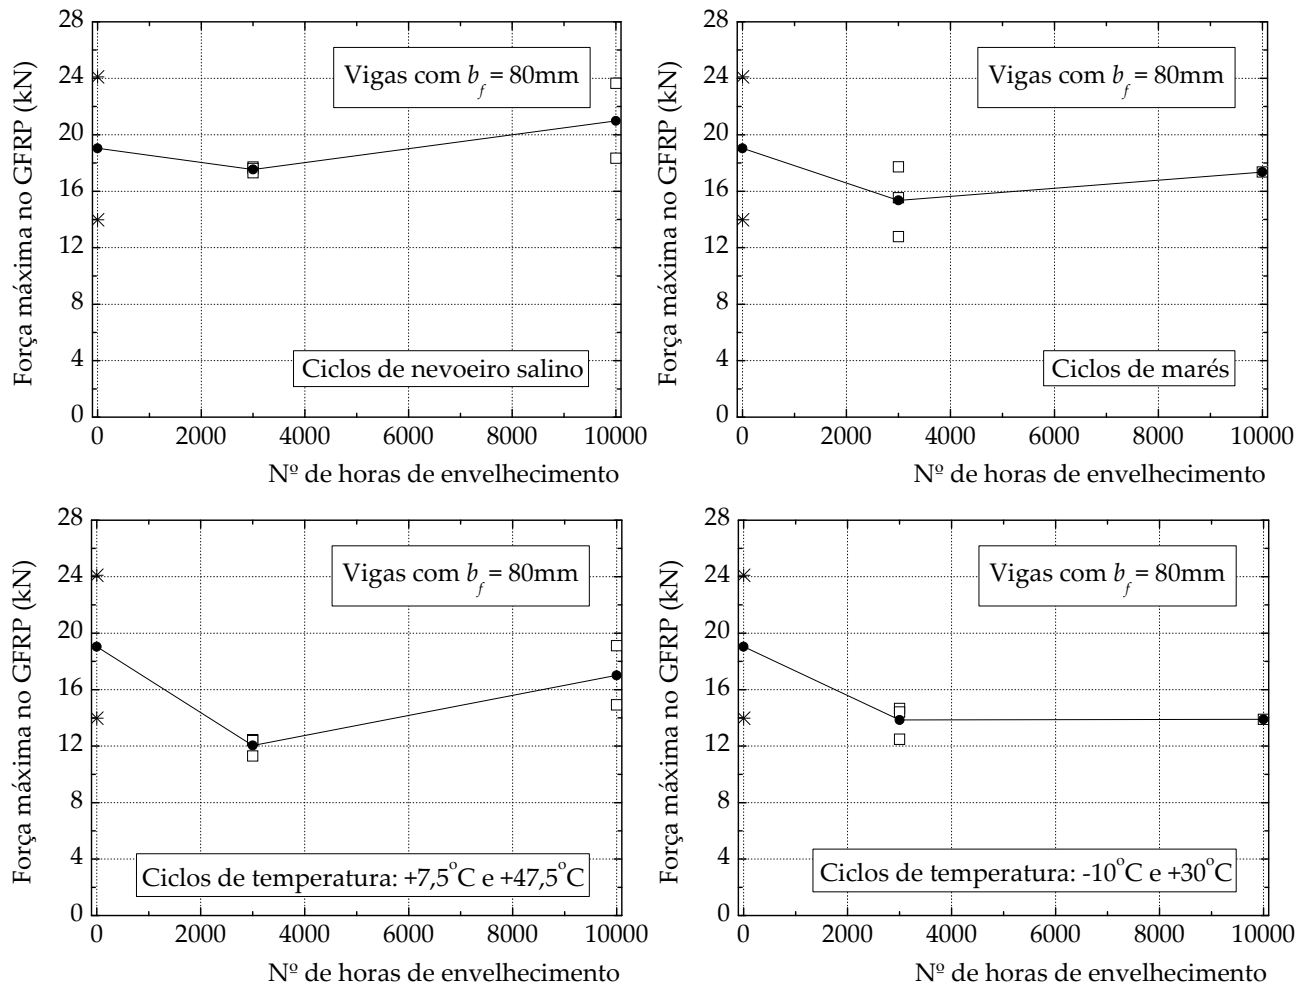 Força máxima no GFRP (kN)
28
24
20
16
12
8
4
0
Vigas com b_f = 80mm
Ciclos de nevoeiro salino
0 2000 4000 6000 8000 10000
Nº de horas de envelhecimento
Força máxima no GFRP (kN)
28
24
20
16
12
8
4
0
Vigas com b_f = 80mm
Ciclos de marés
0 2000 4000 6000 8000 10000
Nº de horas de envelhecimento
Força máxima no GFRP (kN)
28
24
20
16
12
8
4
0
Vigas com b_f = 80mm
Ciclos de temperatura: +7,5°C e +47,5°C
0 2000 4000 6000 8000 10000
Nº de horas de envelhecimento
Força máxima no GFRP (kN)
28
24
20
16
12
8
4
0
Vigas com b_f = 80mm
Ciclos de temperatura: -10°C e +30°C
0 2000 4000 6000 8000 10000
Nº de horas de envelhecimento